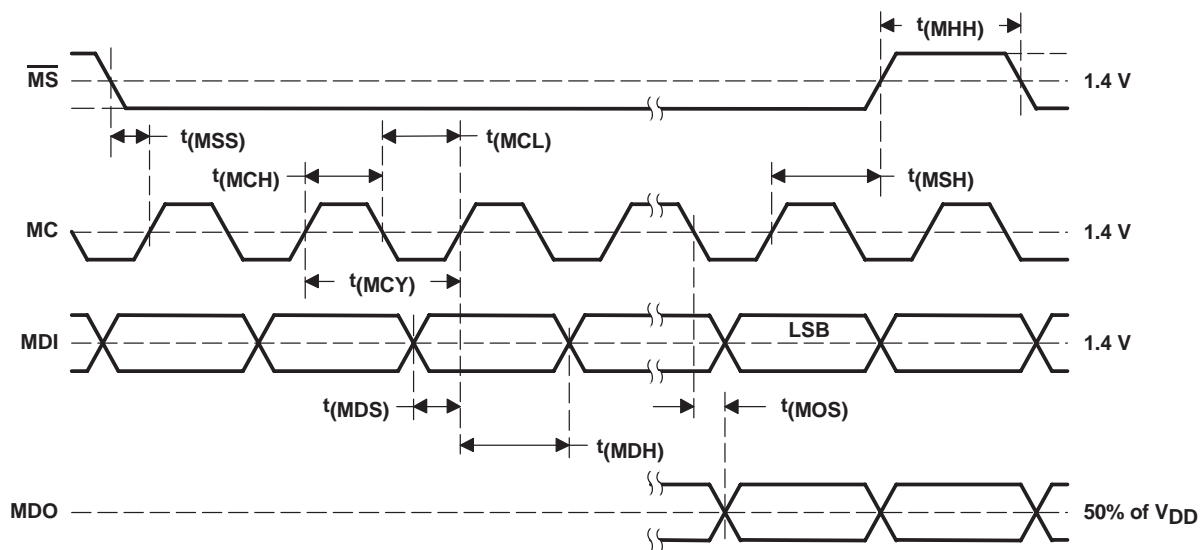 t(MHH)
MS
1.4 V
t(MSS)
t(MCL)
t(MCH)
t(MSH)
MC
1.4 V
t(MCY)
LSB
MDI
1.4 V
t(MDS)
t(MOS)
t(MDH)
MDO
50% of VDD